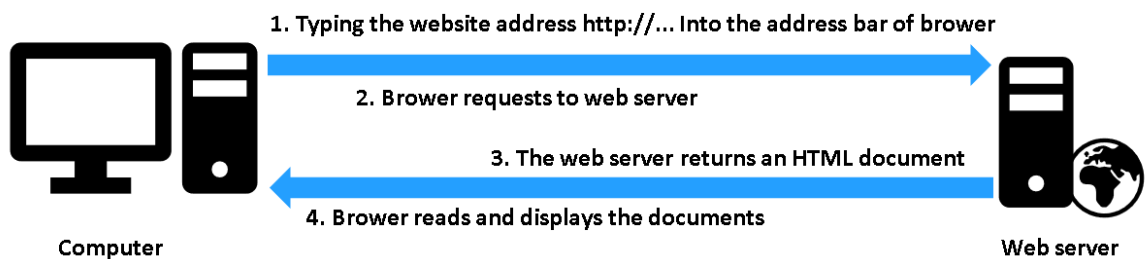 1. Typing the website address http://... Into the address bar of brower
2. Brower requests to web server
3. The web server returns an HTML document
4. Brower reads and displays the documents
Computer
Web server